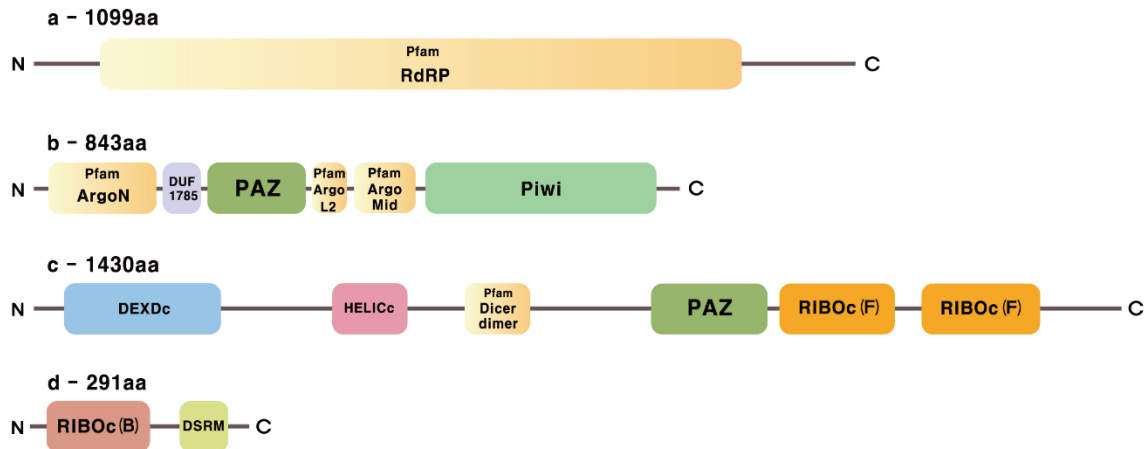 a - 1099aa
N
Pfam
RdRP
C
b - 843aa
N
Pfam
ArgoN
DUF
1785
PAZ
Pfam
Argo
L2
Pfam
Argo
Mid
Piwi
C
c - 1430aa
N
DEXDc
HELICc
Pfam
Dicer
dimer
PAZ
RIBOc (F)
RIBOc (F)
C
d - 291aa
N
RIBOc (B)
DSRM
C